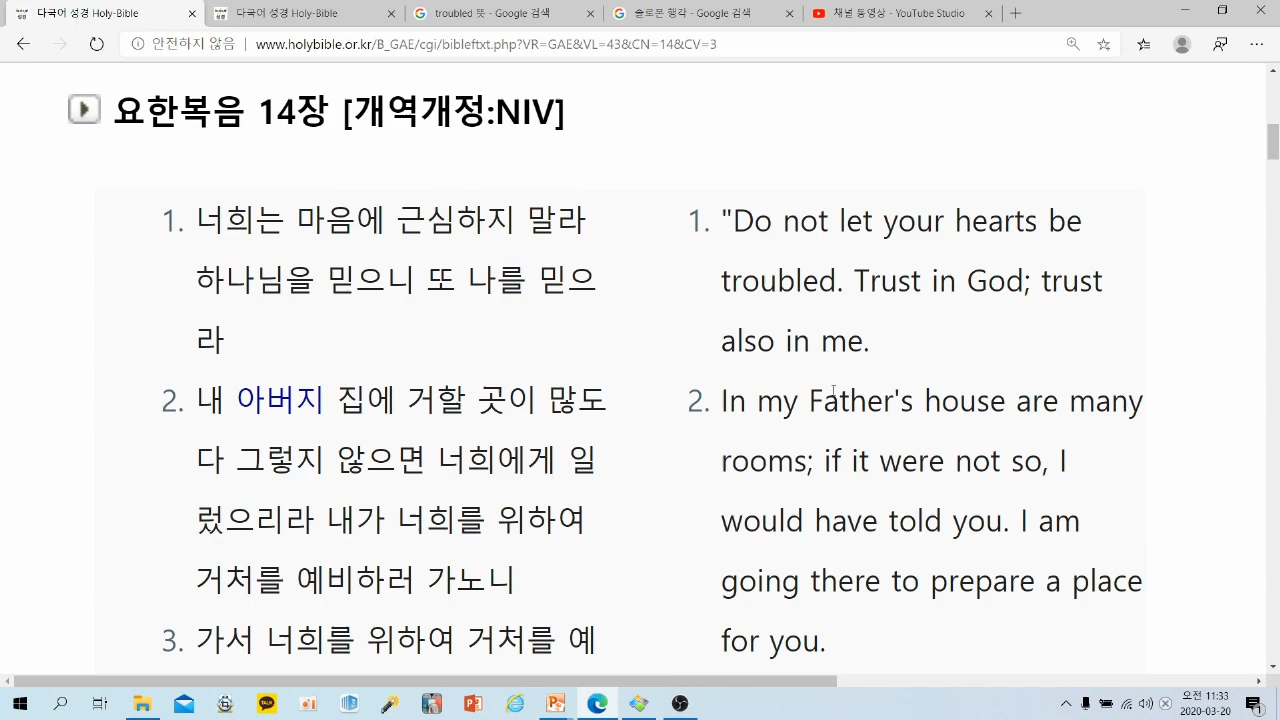 다국어 성경 Holy-Bible
다국어 성경 Holy-Bible
troubled 뜻 - Google 검색
솔로몬 행각 - Google 검색
채널 동영상 - YouTube Studio
안전하지 않음
www.holybible.or.kr/B_GAE/cgi/bibleftxt.php?VR=GAE&VL=43&CN=14&CV=3
요한복음 14장 [개역개정:NIV]
1. 너희는 마음에 근심하지 말라
하나님을 믿으니 또 나를 믿으
라
2. 내 아버지 집에 거할 곳이 많도
다 그렇지 않으면 너희에게 일
렀으리라 내가 너희를 위하여
거처를 예비하러 가노니
3. 가서 너희를 위하여 거처를 예
1. "Do not let your hearts be
troubled. Trust in God; trust
also in me.
2. In my Father's house are many
rooms; if it were not so, I
would have told you. I am
going there to prepare a place
for you.
TALK
오전 11:33
2020-03-20